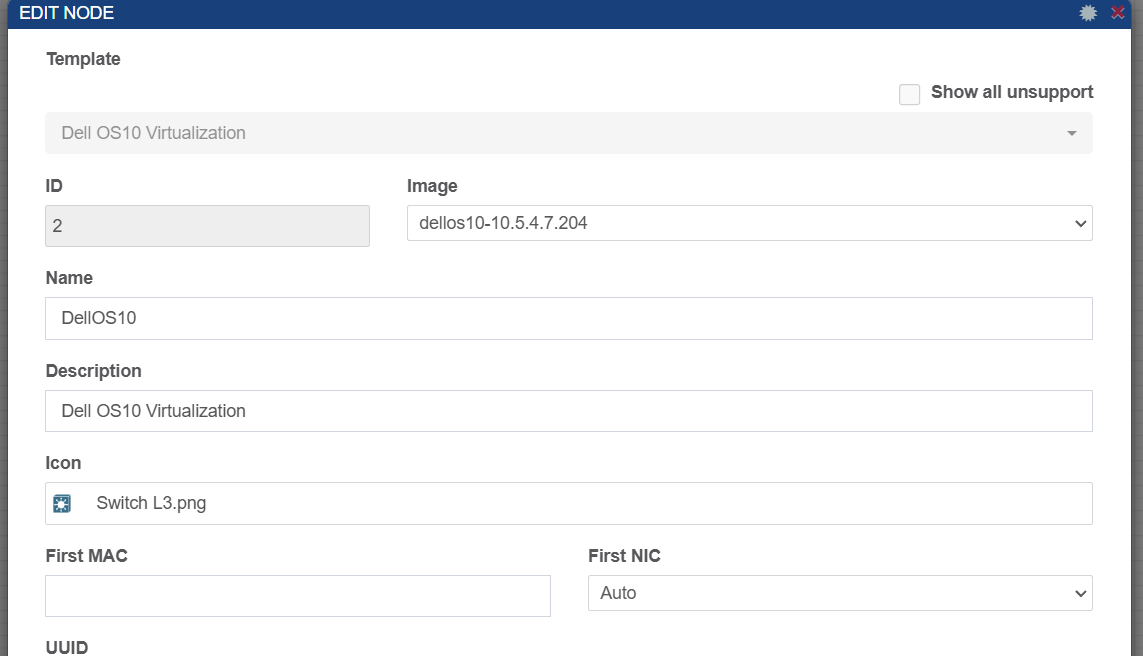 EDIT NODE
Template
Show all unsupport
Dell OS10 Virtualization
ID
Image
2
dellos10-10.5.4.7.204
Name
DellOS10
Description
Dell OS10 Virtualization
Icon
Switch L3.png
First MAC
First NIC
Auto
UUID